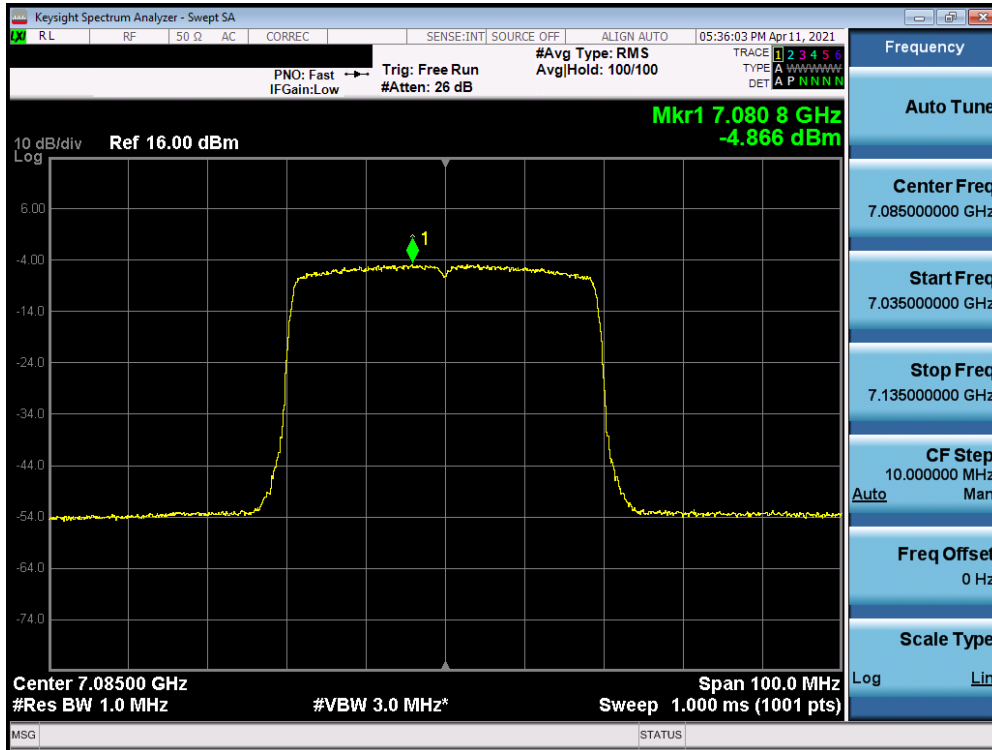 Keysight Spectrum Analyzer - Swept SA
LXI RL RF 50 Ω AC CORREC SENSE:INT SOURCE OFF ALIGN AUTO 05:36:03 PM Apr 11, 2021
PNO: Fast
IFGain:Low
Trig: Free Run
#Atten: 26 dB
#Avg Type: RMS
Avg|Hold: 100/100
TRACE 1 2 3 4 5 6
TYPE A WWWWW
DET A P N N N N
Mkr1 7.080 8 GHz
-4.866 dBm
10 dB/div Ref 16.00 dBm
Log
1
6.00
-4.00
-14.0
-24.0
-34.0
-44.0
-54.0
-64.0
-74.0
Center 7.08500 GHz Span 100.0 MHz
#Res BW 1.0 MHz #VBW 3.0 MHz* Sweep 1.000 ms (1001 pts)
MSG STATUS
Frequency
Auto Tune
Center Freq
7.085000000 GHz
Start Freq
7.035000000 GHz
Stop Freq
7.135000000 GHz
CF Step
10.000000 MHz
Auto Man
Freq Offset
0 Hz
Scale Type
Log Lin